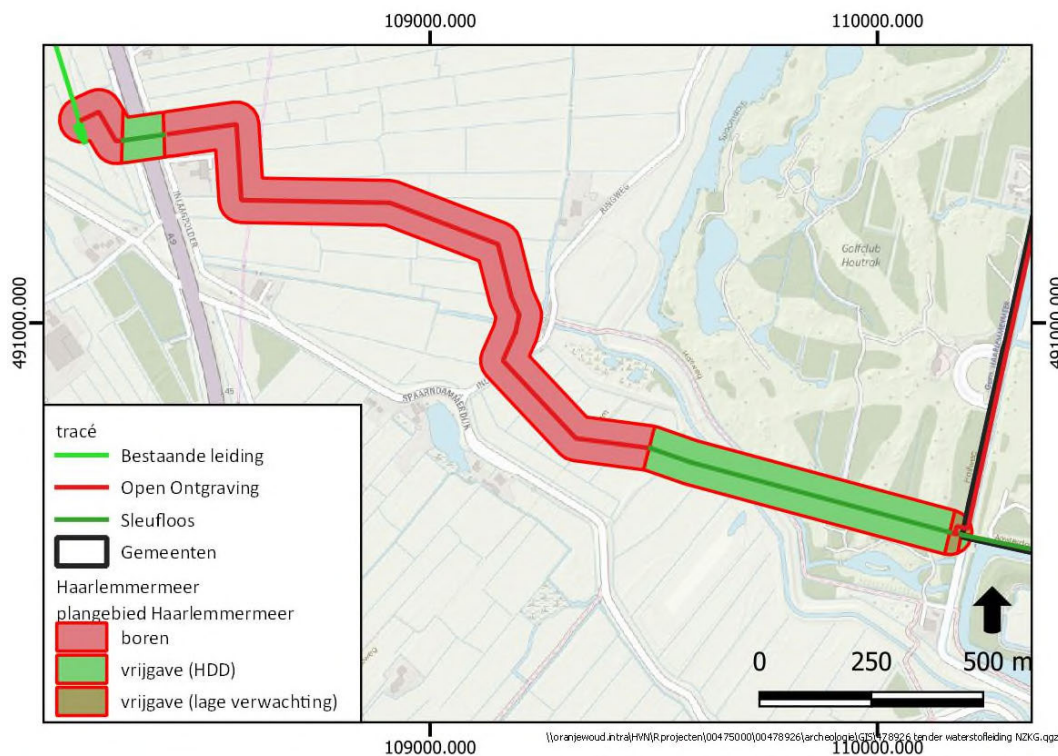 109000.000
110000.000
491000.000
491000.000
A9
INLAAGPOLDER
RINGWEG
Golfclub
Houtrak
SPAARNDAMMERDIJK
tracé
Bestaande leiding
Open Ontgraving
Sleufloos
Gemeenten
Haarlemmermeer
plangebied Haarlemmermeer
boren
vrijgave (HDD)
vrijgave (lage verwachting)
0
250
500 m
109000.000
110000.000